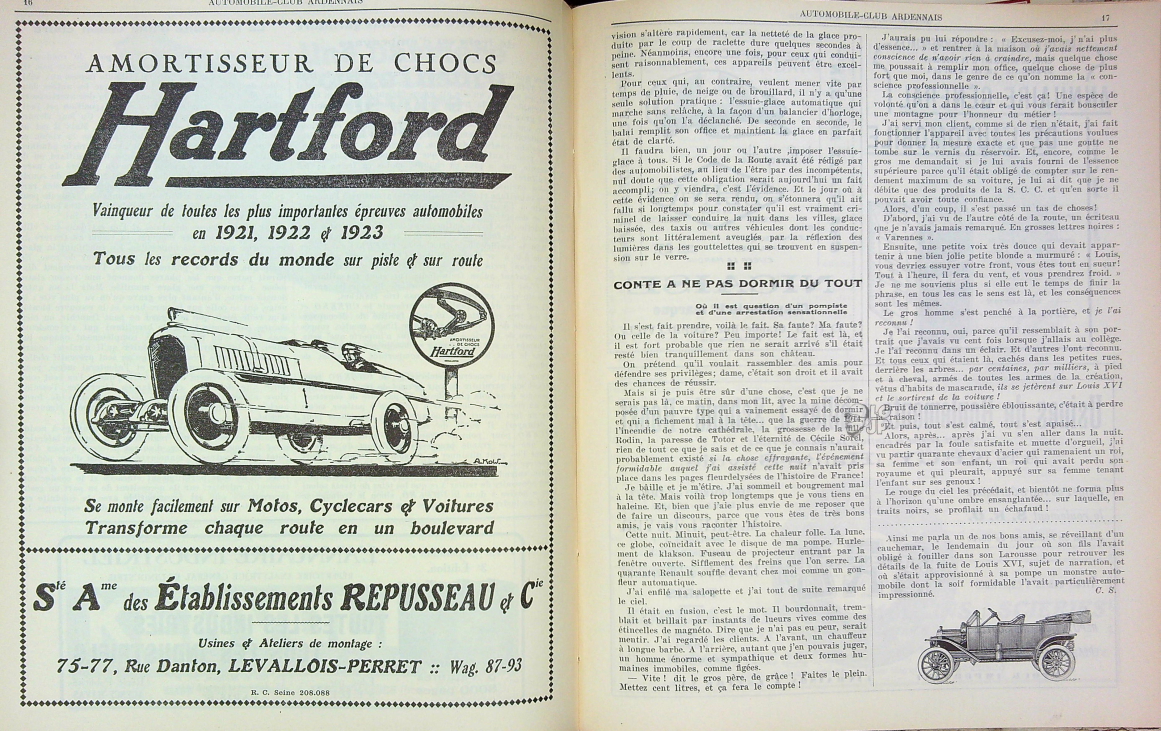 16
AUTOMOBILE-CLUB ARDENNAIS
AMORTISSEUR DE CHOCS
Hartford
Vainqueur de toutes les plus importantes épreuves automobiles
en 1921, 1922 & 1923
Tous les records du monde sur piste & sur route
AMORTISSEUR
DE CHOCS
Hartford
Se monte facilement sur Motos, Cyclecars & Voitures
Transforme chaque route en un boulevard
Sté Ame des Établissements REPUSSEAU & Cie
Usines & Ateliers de montage :
75-77, Rue Danton, LEVALLOIS-PERRET :: Wag. 87-93
R. C. Seine 208.088
AUTOMOBILE-CLUB ARDENNAIS
17
vision s'altère rapidement, car la netteté de la glace pro-
duite par le coup de raclette dure quelques secondes à
peine. Néanmoins, encore une fois, pour ceux qui condui-
sent raisonnablement, ces appareils peuvent être excel-
lents.
Pour ceux qui, au contraire, veulent mener vite par
temps de pluie, de neige ou de brouillard, il n'y a qu'une
seule solution pratique : l'essuie-glace automatique qui
marche sans relâche, à la façon d'un balancier d'horloge,
une fois qu'on l'a déclanché. De seconde en seconde, le
balai remplit son office et maintient la glace en parfait
état de clarté.
Il faudra bien, un jour ou l'autre ,imposer l'essuie-
glace à tous. Si le Code de la Route avait été rédigé par
des automobilistes, au lieu de l'être par des incompétents,
nul doute que cette obligation serait aujourd'hui un fait
accompli; on y viendra, c'est l'évidence. Et le jour où à
cette évidence on se sera rendu, on s'étonnera qu'il ait
fallu si longtemps pour constater qu'il est vraiment cri-
minel de laisser conduire la nuit dans les villes, glace
baissée, des taxis ou autres véhicules dont les conduc-
teurs sont littéralement aveuglés par la réflexion des
lumières dans les gouttelettes qui se trouvent en suspen-
sion sur le verre.
CONTE A NE PAS DORMIR DU TOUT
Où il est question d'un pompiste
et d'une arrestation sensationnelle
Il s'est fait prendre, voilà le fait. Sa faute? Ma faute?
Ou celle de la voiture? Peu importe! Le fait est là, et
il est fort probable que rien ne serait arrivé s'il était
resté bien tranquillement dans son château.
On prétend qu'il voulait rassembler des amis pour
défendre ses privilèges; dame, c'était son droit et il avait
des chances de réussir.
Mais si je puis être sûr d'une chose, c'est que je ne
serais pas là, ce matin, dans mon lit, avec la mine décom-
posée d'un pauvre type qui a vainement essayé de dormir
et qui a fichement mal à la tête... que la guerre de
l'incendie de notre cathédrale, la grossesse de la
Rodin, la paresse de Totor et l'éternité de Cécile Sorel,
rien de tout ce que je sais et de ce que je connais n'aurait
probablement existé si la chose effrayante, l'événement
formidable auquel j'ai assisté cette nuit n'avait pris
place dans les pages fleurdelysées de l'histoire de France!
Je bâille et je m'étire. J'ai sommeil et bougrement mal
à la tête. Mais voilà trop longtemps que je vous tiens en
haleine. Et, bien que j'aie plus envie de me reposer que
de faire un discours, parce que vous êtes de très bons
amis, je vais vous raconter l'histoire.
Cette nuit. Minuit, peut-être. La chaleur folle. La lune,
ce globe, coïncidait avec le disque de ma pompe. Hurle-
ment de klakson. Fuseau de projecteur entrant par la
fenêtre ouverte. Sifflement des freins que l'on serre. La
quarante Renault souffle devant chez moi comme un gon-
fleur automatique.
J'ai enfilé ma salopette et j'ai tout de suite remarqué
le ciel.
Il était en fusion, c'est le mot. Il bourdonnait, trem-
blait et brillait par instants de lueurs vives comme des
étincelles de magnéto. Dire que je n'ai pas eu peur, serait
mentir. J'ai regardé les clients. A l'avant, un chauffeur
à longue barbe. A l'arrière, autant que j'en pouvais juger,
un homme énorme et sympathique et deux formes hu-
maines immobiles, comme figées.
— Vite ! dit le gros père, de grâce ! Faites le plein.
Mettez cent litres, et ça fera le compte !
J'aurais pu lui répondre : « Excusez-moi, j'n'ai plus
d'essence... » et rentrer à la maison où j'avais nettement
conscience de n'avoir rien à craindre, mais quelque chose
me poussait à remplir mon office, quelque chose de plus
fort que moi, dans le genre de ce qu'on nomme la « con-
science professionnelle ».
La conscience professionnelle, c'est ça! Une espèce de
volonté qu'on a dans le cœur et qui vous ferait bousculer
une montagne pour l'honneur du métier !
J'ai servi mon client, comme si de rien n'était, j'ai fait
fonctionner l'appareil avec toutes les précautions voulues
pour donner la mesure exacte et que pas une goutte ne
tombe sur le vernis du réservoir. Et, encore, comme le
gros me demandait si je lui avais fourni de l'essence
supérieure parce qu'il était obligé de compter sur le ren-
dement maximum de sa voiture, je lui ai dit que je ne
débite que des produits de la S. C. C. et qu'en sorte il
pouvait avoir toute confiance.
Alors, d'un coup, il s'est passé un tas de choses!
D'abord, j'ai vu de l'autre côté de la route, un écriteau
que je n'avais jamais remarqué. En grosses lettres noires :
« Varennes ».
Ensuite, une petite voix très douce qui devait appar-
tenir à une bien jolie petite blonde a murmuré : « Louis,
vous devriez essuyer votre front, vous êtes tout en sueur!
Tout à l'heure, il fera du vent, et vous prendrez froid. »
Je ne me souviens plus si elle eut le temps de finir la
phrase, en tous les cas le sens est là, et les conséquences
sont les mêmes.
Le gros homme s'est penché à la portière, et je l'ai
reconnu !
Je l'ai reconnu, oui, parce qu'il ressemblait à son por-
trait que j'avais vu cent fois lorsque j'allais au collège.
Je l'ai reconnu dans un éclair. Et d'autres l'ont reconnu.
Et tous ceux qui étaient là, cachés dans les petites rues,
derrière les arbres... par centaines, par milliers, à pied
et à cheval, armés de toutes les armes de la création,
vêtus d'habits de mascarade, ils se jetèrent sur Louis XVI
et le sortirent de la voiture !
Bruit de tonnerre, poussière éblouissante, c'était à perdre
raison !
Et puis, tout s'est calmé, tout s'est apaisé...
Alors, après... après j'ai vu s'en aller dans la nuit,
encadrés par la foule satisfaite et muette d'orgueil, j'ai
vu partir quarante chevaux d'acier qui ramenaient un roi,
sa femme et son enfant, un roi qui avait perdu son
royaume et qui pleurait, appuyé sur sa femme tenant
l'enfant sur ses genoux !
Le rouge du ciel les précédait, et bientôt ne forma plus
à l'horizon qu'une ombre ensanglantée... sur laquelle, en
traits noirs, se profilait un échafaud !
Ainsi me parla un de nos bons amis, se réveillant d'un
cauchemar, le lendemain du jour où son fils l'avait
obligé à fouiller dans son Larousse pour retrouver les
détails de la fuite de Louis XVI, sujet de narration, et
où s'était approvisionné à sa pompe un monstre auto-
mobile dont la soif formidable l'avait particulièrement
impressionné.
C. S.